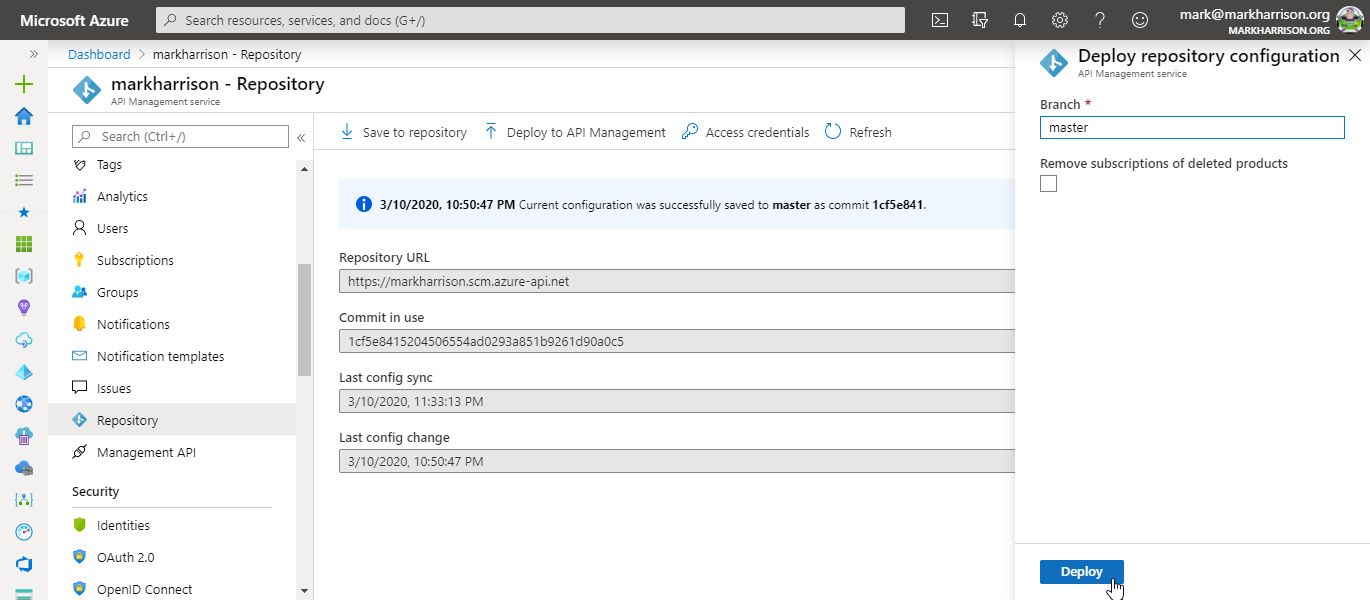 Microsoft Azure
Search resources, services, and docs (G+/)
mark@markharrison.org
MARKHARRISON.ORG
Dashboard > markharrison - Repository
markharrison - Repository
API Management service
Search (Ctrl+/)
Tags
Analytics
Users
Subscriptions
Groups
Notifications
Notification templates
Issues
Repository
Management API
Security
Identities
OAuth 2.0
OpenID Connect
Save to repository Deploy to API Management Access credentials Refresh
3/10/2020, 10:50:47 PM Current configuration was successfully saved to master as commit 1cf5e841.
Repository URL
https://markharrison.scm.azure-api.net
Commit in use
1cf5e8415204506554ad0293a851b9261d90a0c5
Last config sync
3/10/2020, 11:33:13 PM
Last config change
3/10/2020, 10:50:47 PM
Deploy repository configuration
API Management service
Branch *
master
Remove subscriptions of deleted products
Deploy